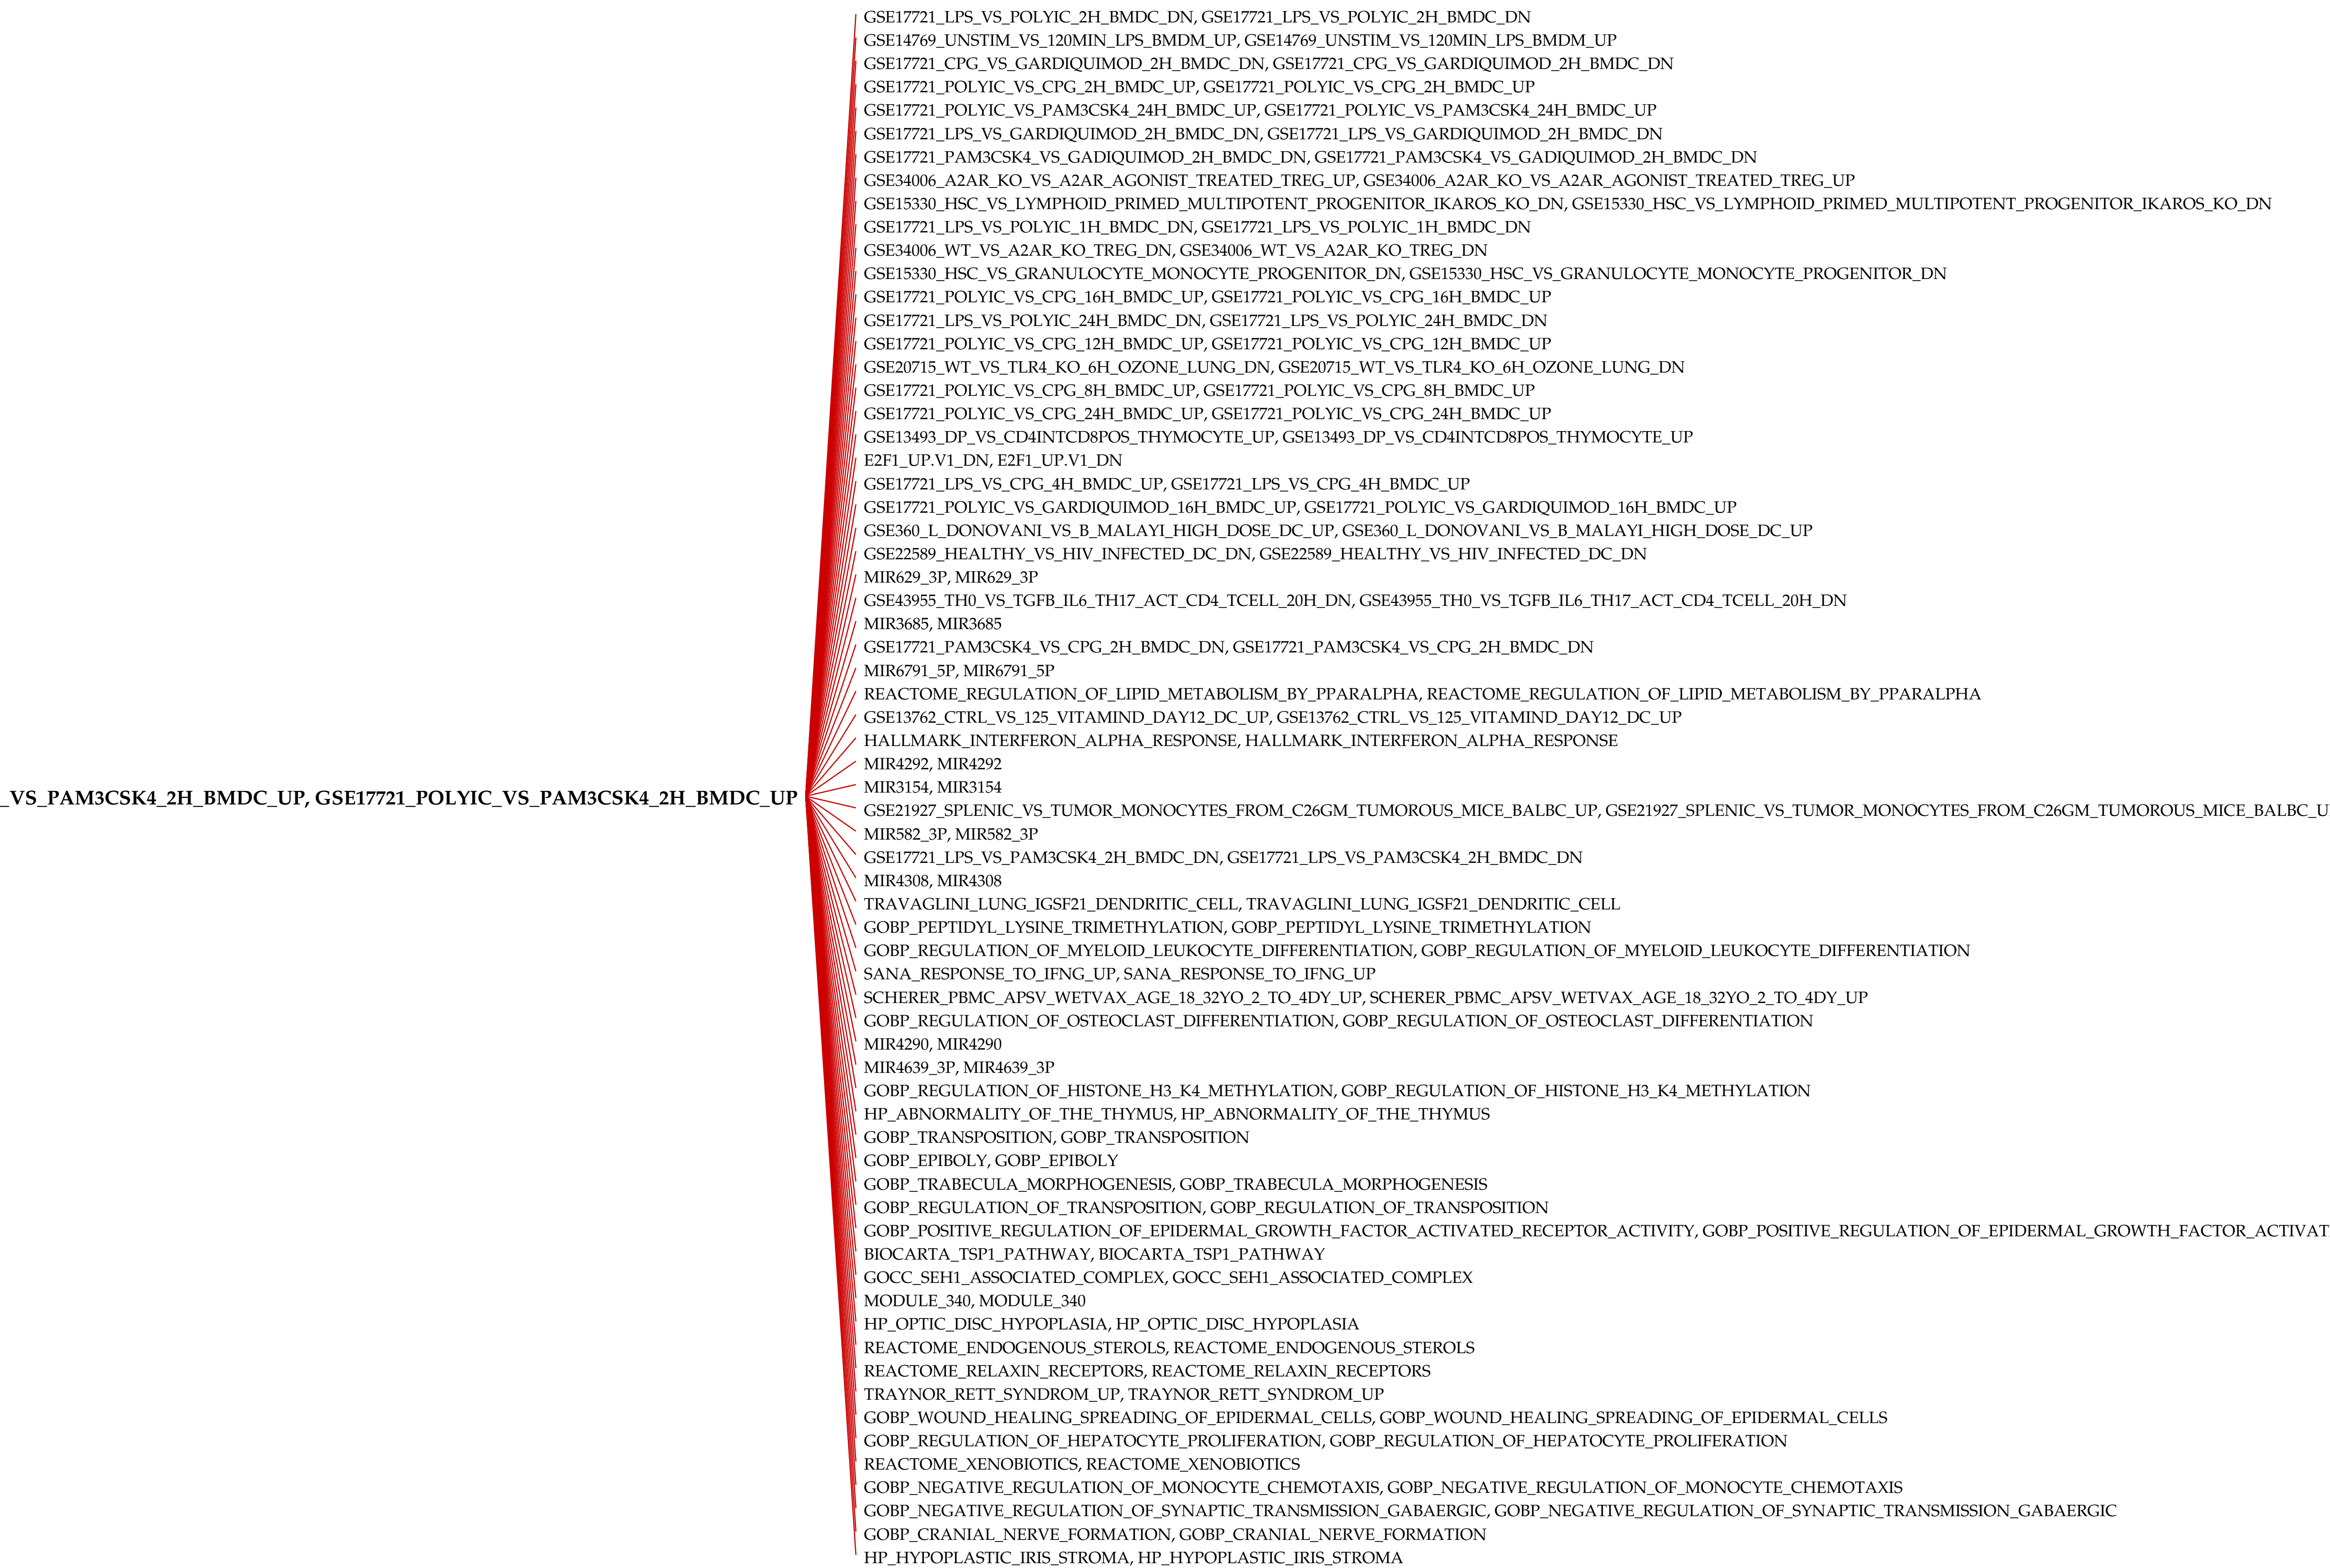 GSE17721_LPS_VS_POLYIC_2H_BMDC_DN, GSE17721_LPS_VS_POLYIC_2H_BMDC_DN
GSE14769_UNSTIM_VS_120MIN_LPS_BMDM_UP, GSE14769_UNSTIM_VS_120MIN_LPS_BMDM_UP
GSE17721_CPG_VS_GARDIQUIMOD_2H_BMDC_DN, GSE17721_CPG_VS_GARDIQUIMOD_2H_BMDC_DN
GSE17721_POLYIC_VS_CPG_2H_BMDC_UP, GSE17721_POLYIC_VS_CPG_2H_BMDC_UP
GSE17721_POLYIC_VS_PAM3CSK4_24H_BMDC_UP, GSE17721_POLYIC_VS_PAM3CSK4_24H_BMDC_UP
GSE17721_LPS_VS_GARDIQUIMOD_2H_BMDC_DN, GSE17721_LPS_VS_GARDIQUIMOD_2H_BMDC_DN
GSE17721_PAM3CSK4_VS_GADIQUIMOD_2H_BMDC_DN, GSE17721_PAM3CSK4_VS_GADIQUIMOD_2H_BMDC_DN
GSE34006_A2AR_KO_VS_A2AR_AGONIST_TREATED_TREG_UP, GSE34006_A2AR_KO_VS_A2AR_AGONIST_TREATED_TREG_UP
GSE15330_HSC_VS_LYMPHOID_PRIMED_MULTIPOTENT_PROGENITOR_IKAROS_KO_DN, GSE15330_HSC_VS_LYMPHOID_PRIMED_MULTIPOTENT_PROGENITOR_IKAROS_KO_DN
GSE17721_LPS_VS_POLYIC_1H_BMDC_DN, GSE17721_LPS_VS_POLYIC_1H_BMDC_DN
GSE34006_WT_VS_A2AR_KO_TREG_DN, GSE34006_WT_VS_A2AR_KO_TREG_DN
GSE15330_HSC_VS_GRANULOCYTE_MONOCYTE_PROGENITOR_DN, GSE15330_HSC_VS_GRANULOCYTE_MONOCYTE_PROGENITOR_DN
GSE17721_POLYIC_VS_CPG_16H_BMDC_UP, GSE17721_POLYIC_VS_CPG_16H_BMDC_UP
GSE17721_LPS_VS_POLYIC_24H_BMDC_DN, GSE17721_LPS_VS_POLYIC_24H_BMDC_DN
GSE17721_POLYIC_VS_CPG_12H_BMDC_UP, GSE17721_POLYIC_VS_CPG_12H_BMDC_UP
GSE20715_WT_VS_TLR4_KO_6H_OZONE_LUNG_DN, GSE20715_WT_VS_TLR4_KO_6H_OZONE_LUNG_DN
GSE17721_POLYIC_VS_CPG_8H_BMDC_UP, GSE17721_POLYIC_VS_CPG_8H_BMDC_UP
GSE17721_POLYIC_VS_CPG_24H_BMDC_UP, GSE17721_POLYIC_VS_CPG_24H_BMDC_UP
GSE13493_DP_VS_CD4INTCD8POS_THYMOCYTE_UP, GSE13493_DP_VS_CD4INTCD8POS_THYMOCYTE_UP
E2F1_UP.V1_DN, E2F1_UP.V1_DN
GSE17721_LPS_VS_CPG_4H_BMDC_UP, GSE17721_LPS_VS_CPG_4H_BMDC_UP
GSE17721_POLYIC_VS_GARDIQUIMOD_16H_BMDC_UP, GSE17721_POLYIC_VS_GARDIQUIMOD_16H_BMDC_UP
GSE360_L_DONOVANI_VS_B_MALAYI_HIGH_DOSE_DC_UP, GSE360_L_DONOVANI_VS_B_MALAYI_HIGH_DOSE_DC_UP
GSE22589_HEALTHY_VS_HIV_INFECTED_DC_DN, GSE22589_HEALTHY_VS_HIV_INFECTED_DC_DN
MIR629_3P, MIR629_3P
GSE43955_TH0_VS_TGFB_IL6_TH17_ACT_CD4_TCELL_20H_DN, GSE43955_TH0_VS_TGFB_IL6_TH17_ACT_CD4_TCELL_20H_DN
MIR3685, MIR3685
GSE17721_PAM3CSK4_VS_CPG_2H_BMDC_DN, GSE17721_PAM3CSK4_VS_CPG_2H_BMDC_DN
MIR6791_5P, MIR6791_5P
REACTOME_REGULATION_OF_LIPID_METABOLISM_BY_PPARALPHA, REACTOME_REGULATION_OF_LIPID_METABOLISM_BY_PPARALPHA
GSE13762_CTRL_VS_125_VITAMIND_DAY12_DC_UP, GSE13762_CTRL_VS_125_VITAMIND_DAY12_DC_UP
HALLMARK_INTERFERON_ALPHA_RESPONSE, HALLMARK_INTERFERON_ALPHA_RESPONSE
MIR4292, MIR4292
MIR3154, MIR3154
_VS_PAM3CSK4_2H_BMDC_UP, GSE17721_POLYIC_VS_PAM3CSK4_2H_BMDC_UP
GSE21927_SPLENIC_VS_TUMOR_MONOCYTES_FROM_C26GM_TUMOROUS_MICE_BALBC_UP, GSE21927_SPLENIC_VS_TUMOR_MONOCYTES_FROM_C26GM_TUMOROUS_MICE_BALBC_U
MIR582_3P, MIR582_3P
GSE17721_LPS_VS_PAM3CSK4_2H_BMDC_DN, GSE17721_LPS_VS_PAM3CSK4_2H_BMDC_DN
MIR4308, MIR4308
TRAVAGLINI_LUNG_IGSF21_DENDRITIC_CELL, TRAVAGLINI_LUNG_IGSF21_DENDRITIC_CELL
GOBP_PEPTIDYL_LYSINE_TRIMETHYLATION, GOBP_PEPTIDYL_LYSINE_TRIMETHYLATION
GOBP_REGULATION_OF_MYELOID_LEUKOCYTE_DIFFERENTIATION, GOBP_REGULATION_OF_MYELOID_LEUKOCYTE_DIFFERENTIATION
SANA_RESPONSE_TO_IFNG_UP, SANA_RESPONSE_TO_IFNG_UP
SCHERER_PBMC_APSV_WETVAX_AGE_18_32YO_2_TO_4DY_UP, SCHERER_PBMC_APSV_WETVAX_AGE_18_32YO_2_TO_4DY_UP
GOBP_REGULATION_OF_OSTEOCLAST_DIFFERENTIATION, GOBP_REGULATION_OF_OSTEOCLAST_DIFFERENTIATION
MIR4290, MIR4290
MIR4639_3P, MIR4639_3P
GOBP_REGULATION_OF_HISTONE_H3_K4_METHYLATION, GOBP_REGULATION_OF_HISTONE_H3_K4_METHYLATION
HP_ABNORMALITY_OF_THE_THYMUS, HP_ABNORMALITY_OF_THE_THYMUS
GOBP_TRANSPOSITION, GOBP_TRANSPOSITION
GOBP_EPIBOLY, GOBP_EPIBOLY
GOBP_TRABECULA_MORPHOGENESIS, GOBP_TRABECULA_MORPHOGENESIS
GOBP_REGULATION_OF_TRANSPOSITION, GOBP_REGULATION_OF_TRANSPOSITION
GOBP_POSITIVE_REGULATION_OF_EPIDERMAL_GROWTH_FACTOR_ACTIVATED_RECEPTOR_ACTIVITY, GOBP_POSITIVE_REGULATION_OF_EPIDERMAL_GROWTH_FACTOR_ACTIVAT
BIOCARTA_TSP1_PATHWAY, BIOCARTA_TSP1_PATHWAY
GOCC_SEH1_ASSOCIATED_COMPLEX, GOCC_SEH1_ASSOCIATED_COMPLEX
MODULE_340, MODULE_340
HP_OPTIC_DISC_HYPOPLASIA, HP_OPTIC_DISC_HYPOPLASIA
REACTOME_ENDOGENOUS_STEROLS, REACTOME_ENDOGENOUS_STEROLS
REACTOME_RELAXIN_RECEPTORS, REACTOME_RELAXIN_RECEPTORS
TRAYNOR_RETT_SYNDROM_UP, TRAYNOR_RETT_SYNDROM_UP
GOBP_WOUND_HEALING_SPREADING_OF_EPIDERMAL_CELLS, GOBP_WOUND_HEALING_SPREADING_OF_EPIDERMAL_CELLS
GOBP_REGULATION_OF_HEPATOCYTE_PROLIFERATION, GOBP_REGULATION_OF_HEPATOCYTE_PROLIFERATION
REACTOME_XENOBIOTICS, REACTOME_XENOBIOTICS
GOBP_NEGATIVE_REGULATION_OF_MONOCYTE_CHEMOTAXIS, GOBP_NEGATIVE_REGULATION_OF_MONOCYTE_CHEMOTAXIS
GOBP_NEGATIVE_REGULATION_OF_SYNAPTIC_TRANSMISSION_GABAERGIC, GOBP_NEGATIVE_REGULATION_OF_SYNAPTIC_TRANSMISSION_GABAERGIC
GOBP_CRANIAL_NERVE_FORMATION, GOBP_CRANIAL_NERVE_FORMATION
HP_HYPOPLASTIC_IRIS_STROMA, HP_HYPOPLASTIC_IRIS_STROMA